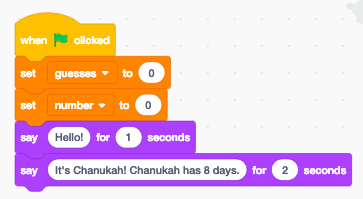 when clicked
set guesses to 0
set number to 0
say Hello! for 1 seconds
say It's Chanukah! Chanukah has 8 days. for 2 seconds